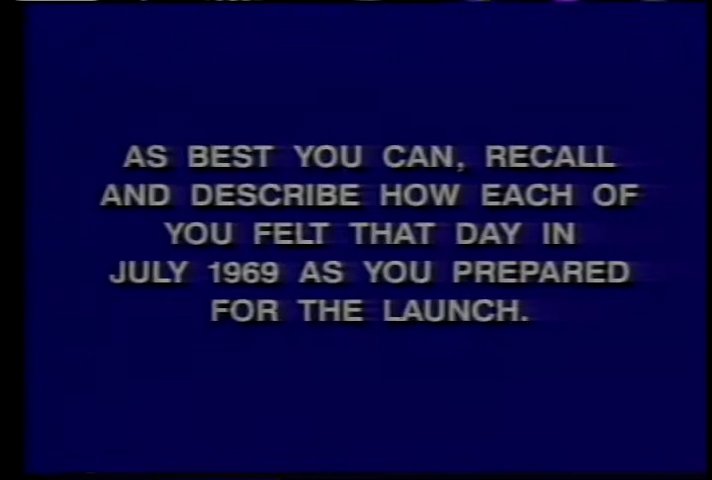 AS BEST YOU CAN, RECALL
AND DESCRIBE HOW EACH OF
YOU FELT THAT DAY IN
JULY 1969 AS YOU PREPARED
FOR THE LAUNCH.